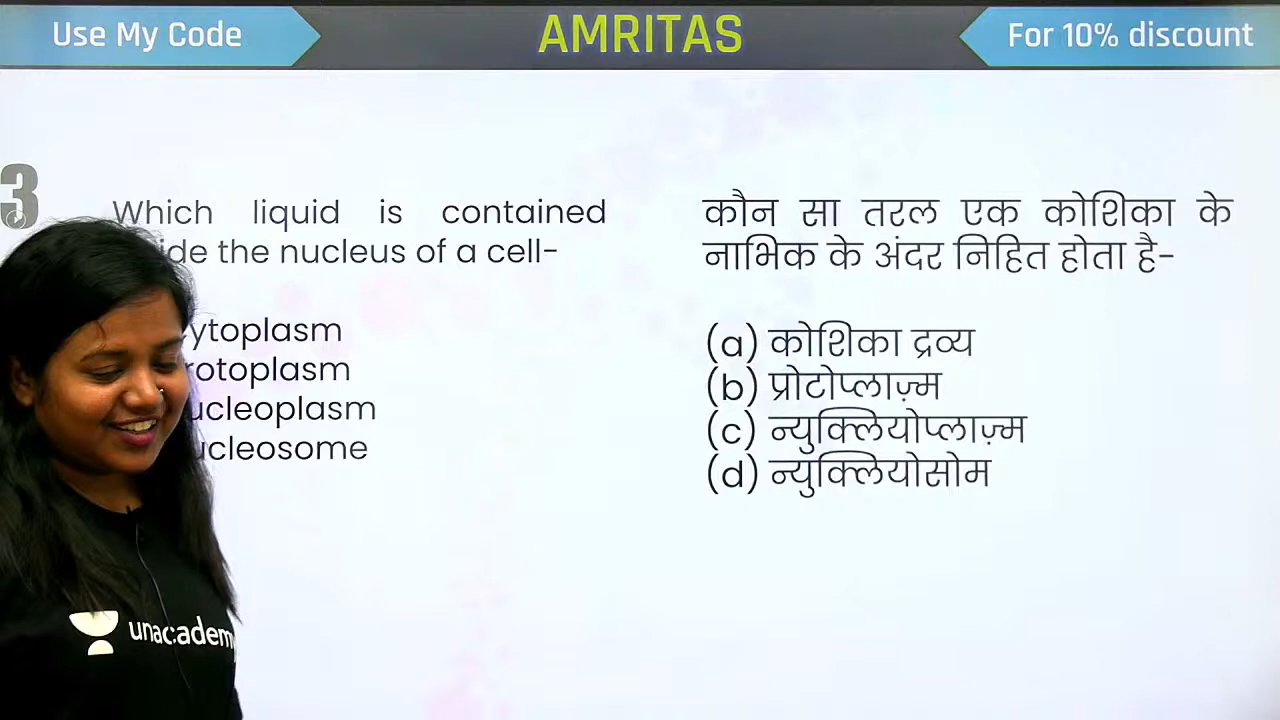 Use My Code
AMRITAS
For 10% discount
3
Which liquid is contained
de the nucleus of a cell-
ytoplasm
rotoplasm
ucleoplasm
ucleosome
कौन सा तरल एक कोशिका के
नाभिक के अंदर निहित होता है-
(a) कोशिका द्रव्य
(b) प्रोटोप्लाज़्म
(c) न्युक्लियोप्लाज़्म
(d) न्युक्लियोसोम
unacadem